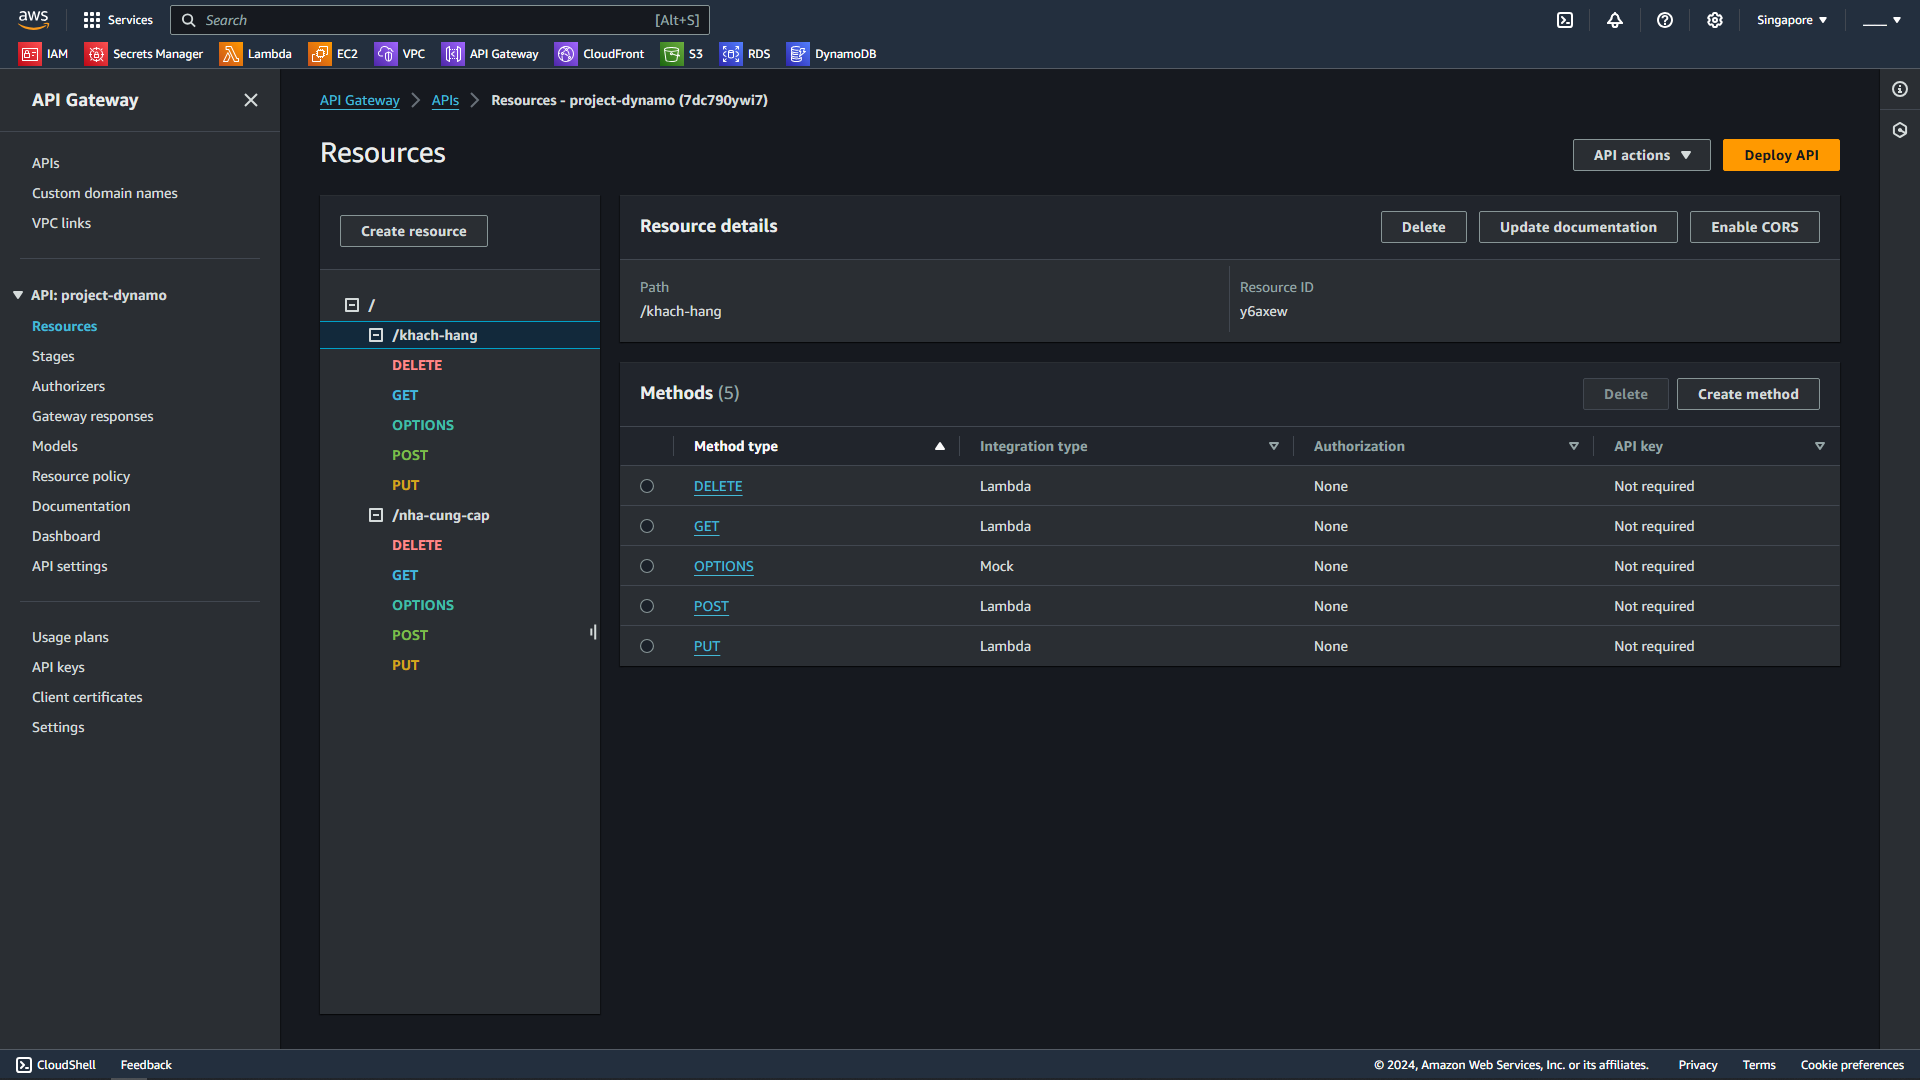 aws Services Search [Alt+S] Singapore
IAM Secrets Manager Lambda EC2 VPC API Gateway CloudFront S3 RDS DynamoDB
API Gateway
APIs
Custom domain names
VPC links
API: project-dynamo
Resources
Stages
Authorizers
Gateway responses
Models
Resource policy
Documentation
Dashboard
API settings
Usage plans
API keys
Client certificates
Settings
API Gateway APIs Resources - project-dynamo (7dc790ywi7)
Resources
API actions Deploy API
Create resource
/
/khach-hang
DELETE
GET
OPTIONS
POST
PUT
/nha-cung-cap
DELETE
GET
OPTIONS
POST
PUT
Resource details Delete Update documentation Enable CORS
Path Resource ID
/khach-hang y6axew
Methods (5) Delete Create method
Method type Integration type Authorization API key
DELETE Lambda None Not required
GET Lambda None Not required
OPTIONS Mock None Not required
POST Lambda None Not required
PUT Lambda None Not required
CloudShell Feedback © 2024, Amazon Web Services, Inc. or its affiliates. Privacy Terms Cookie preferences